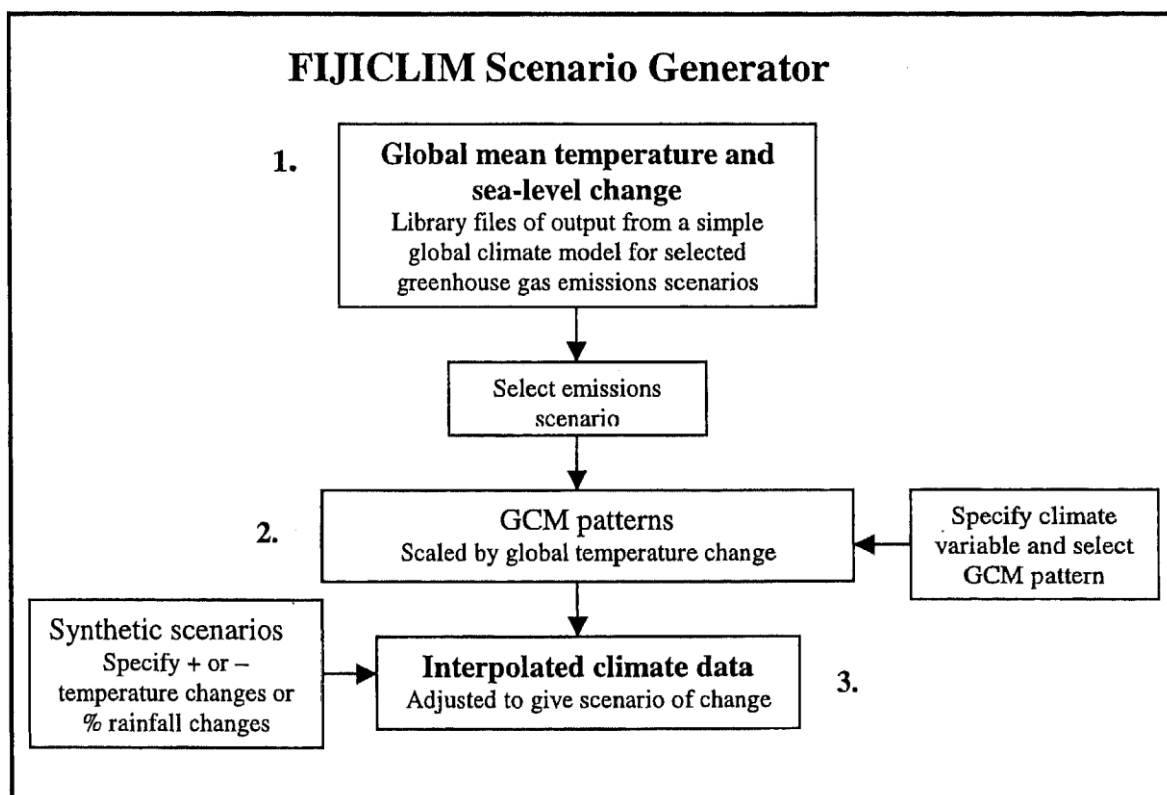 FIJICLIM Scenario Generator
1.
Global mean temperature and
sea-level change
Library files of output from a simple
global climate model for selected
greenhouse gas emissions scenarios
Select emissions
scenario
2.
GCM patterns
Scaled by global temperature change
Specify climate
variable and select
GCM pattern
Synthetic scenarios
Specify + or –
temperature changes or
% rainfall changes
Interpolated climate data
Adjusted to give scenario of change
3.